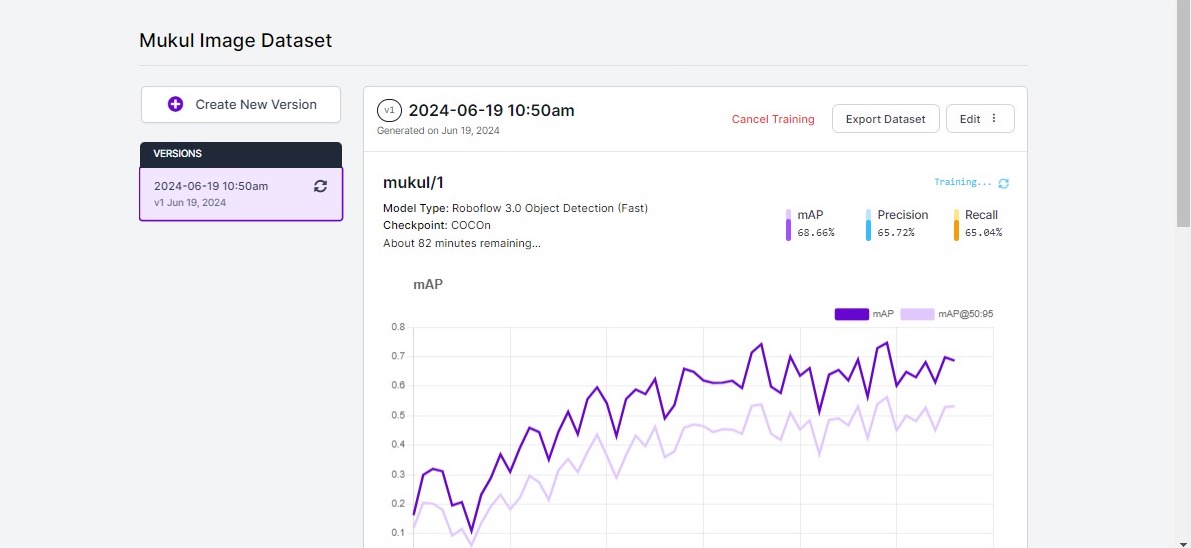 Mukul Image Dataset
Create New Version
VERSIONS
2024-06-19 10:50am
v1 Jun 19, 2024
v1 2024-06-19 10:50am
Generated on Jun 19, 2024
Cancel Training
Export Dataset
Edit
mukul/1
Training...
Model Type: Roboflow 3.0 Object Detection (Fast)
Checkpoint: COCOn
About 82 minutes remaining...
mAP
68.66%
Precision
65.72%
Recall
65.04%
mAP
mAP mAP@50:95
0.8
0.7
0.6
0.5
0.4
0.3
0.2
0.1